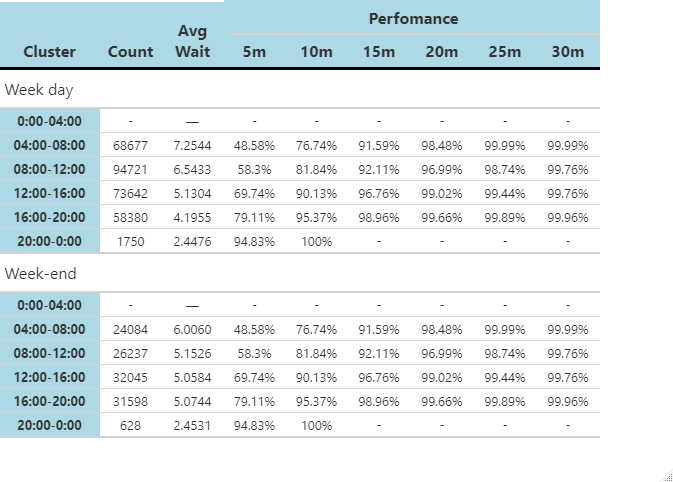 Perfomance
Cluster Count Avg Wait 5m 10m 15m 20m 25m 30m
Week day
0:00-04:00 - — - - - - - -
04:00-08:00 68677 7.2544 48.58% 76.74% 91.59% 98.48% 99.99% 99.99%
08:00-12:00 94721 6.5433 58.3% 81.84% 92.11% 96.99% 98.74% 99.76%
12:00-16:00 73642 5.1304 69.74% 90.13% 96.76% 99.02% 99.44% 99.76%
16:00-20:00 58380 4.1955 79.11% 95.37% 98.96% 99.66% 99.89% 99.96%
20:00-0:00 1750 2.4476 94.83% 100% - - - -
Week-end
0:00-04:00 - — - - - - - -
04:00-08:00 24084 6.0060 48.58% 76.74% 91.59% 98.48% 99.99% 99.99%
08:00-12:00 26237 5.1526 58.3% 81.84% 92.11% 96.99% 98.74% 99.76%
12:00-16:00 32045 5.0584 69.74% 90.13% 96.76% 99.02% 99.44% 99.76%
16:00-20:00 31598 5.0744 79.11% 95.37% 98.96% 99.66% 99.89% 99.96%
20:00-0:00 628 2.4531 94.83% 100% - - - -